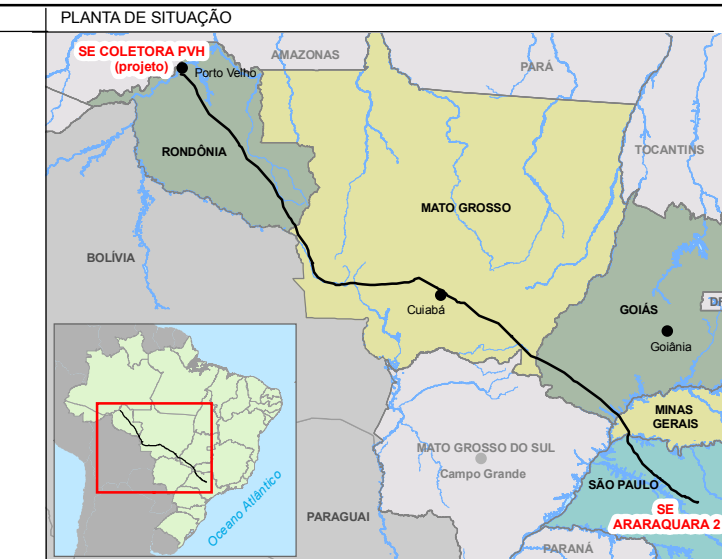 PLANTA DE SITUAÇÃO
SE COLETORA PVH
(projeto)
Porto Velho
AMAZONAS
PARÁ
TOCANTINS
RONDÔNIA
MATO GROSSO
BOLÍVIA
Cuiabá
GOIÁS
Goiânia
MINAS
GERAIS
MATO GROSSO DO SUL
Campo Grande
SÃO PAULO
SE
ARARAQUARA 2
PARAGUAI
PARANÁ
Oceano Atlântico